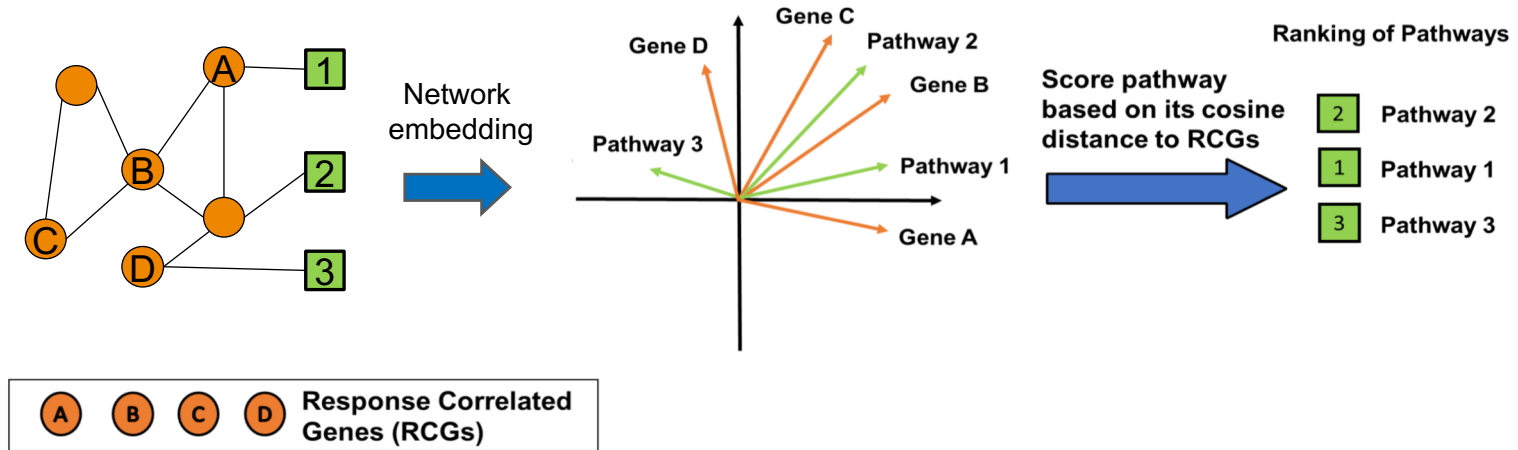 A
1
B
2
C
D
3
Network
embedding
Gene C
Gene D
Pathway 2
Gene B
Pathway 3
Pathway 1
Gene A
Score pathway
based on its cosine
distance to RCGs
Ranking of Pathways
2 Pathway 2
1 Pathway 1
3 Pathway 3
A B C D Response Correlated
Genes (RCGs)